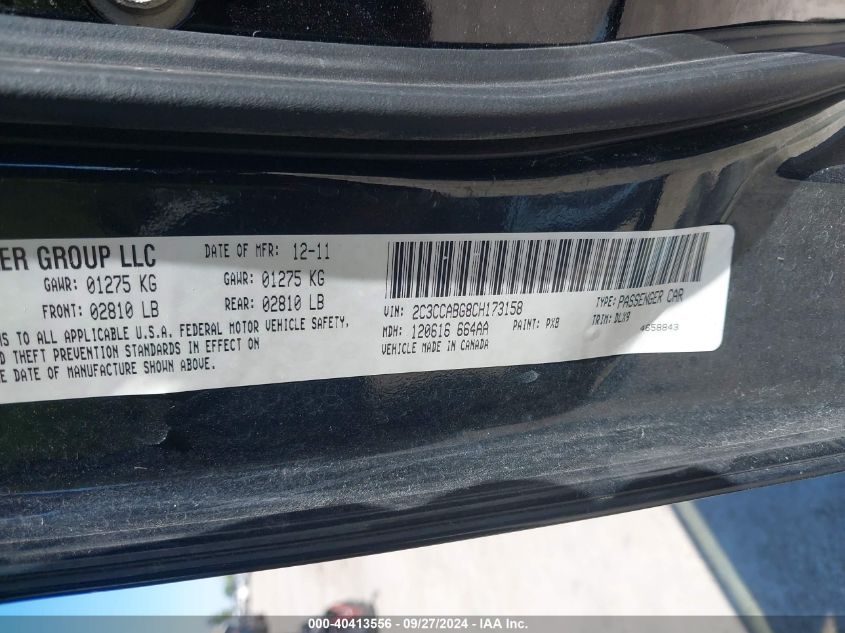 ER GROUP LLC
DATE OF MFR: 12-11
GAWR: 01275 KG
GAWR: 01275 KG
FRONT: 02810 LB
REAR: 02810 LB
S TO ALL APPLICABLE U.S.A. FEDERAL MOTOR VEHICLE SAFETY,
D THEFT PREVENTION STANDARDS IN EFFECT ON
E DATE OF MANUFACTURE SHOWN ABOVE.
VIN: 2C3CCABG8CH173158
TYPE: PASSENGER CAR
MDH: 120616 664AA
PAINT: PX8
TRIM: DLX9
VEHICLE MADE IN CANADA
4658843
000-40413556 - 09/27/2024 - IAA Inc.